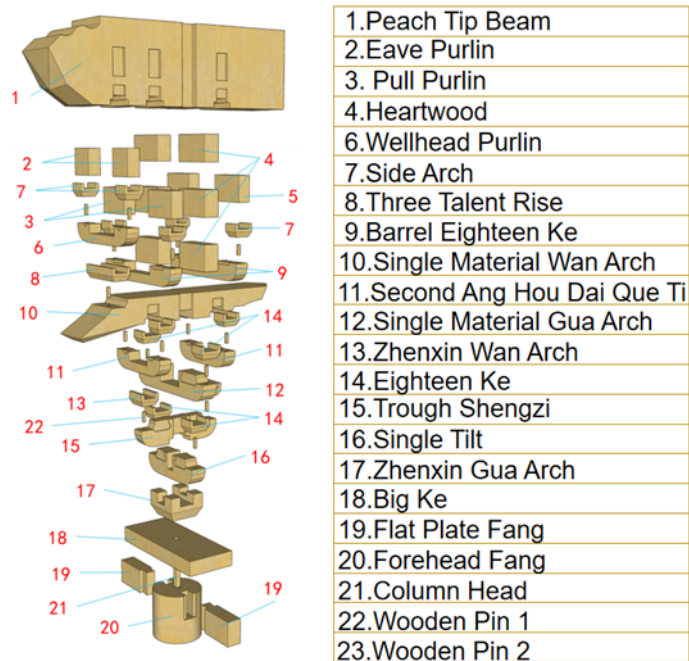 1
2
4
7
5
3
7
6
8
9
10
14
11
11
12
13
14
22
15
16
17
18
19
19
21
20
1.Peach Tip Beam
2.Eave Purlin
3. Pull Purlin
4.Heartwood
6.Wellhead Purlin
7.Side Arch
8.Three Talent Rise
9.Barrel Eighteen Ke
10.Single Material Wan Arch
11.Second Ang Hou Dai Que Ti
12.Single Material Gua Arch
13.Zhenxin Wan Arch
14.Eighteen Ke
15.Trough Shengzi
16.Single Tilt
17.Zhenxin Gua Arch
18.Big Ke
19.Flat Plate Fang
20.Forehead Fang
21.Column Head
22.Wooden Pin 1
23.Wooden Pin 2